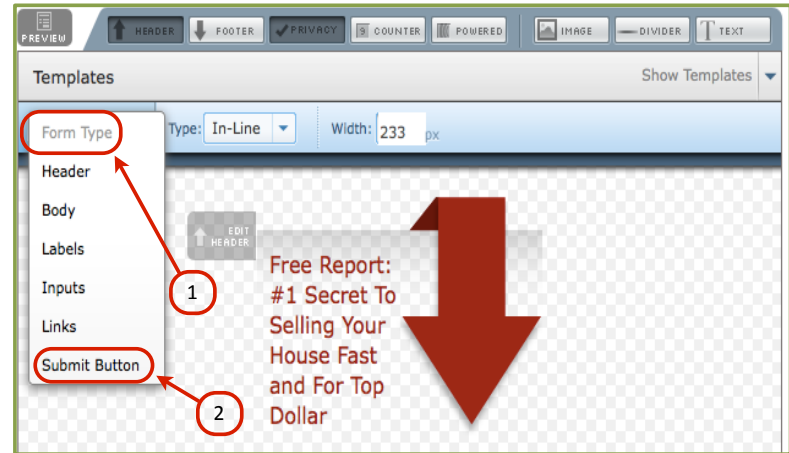 PREVIEW HEADER FOOTER PRIVACY 9 COUNTER POWERED IMAGE DIVIDER T TEXT
Templates Show Templates
Form Type Type: In-Line Width: 233 px
Header
Body
Labels
Inputs
Links
Submit Button
1
2
EDIT
HEADER
Free Report:
#1 Secret To
Selling Your
House Fast
and For Top
Dollar